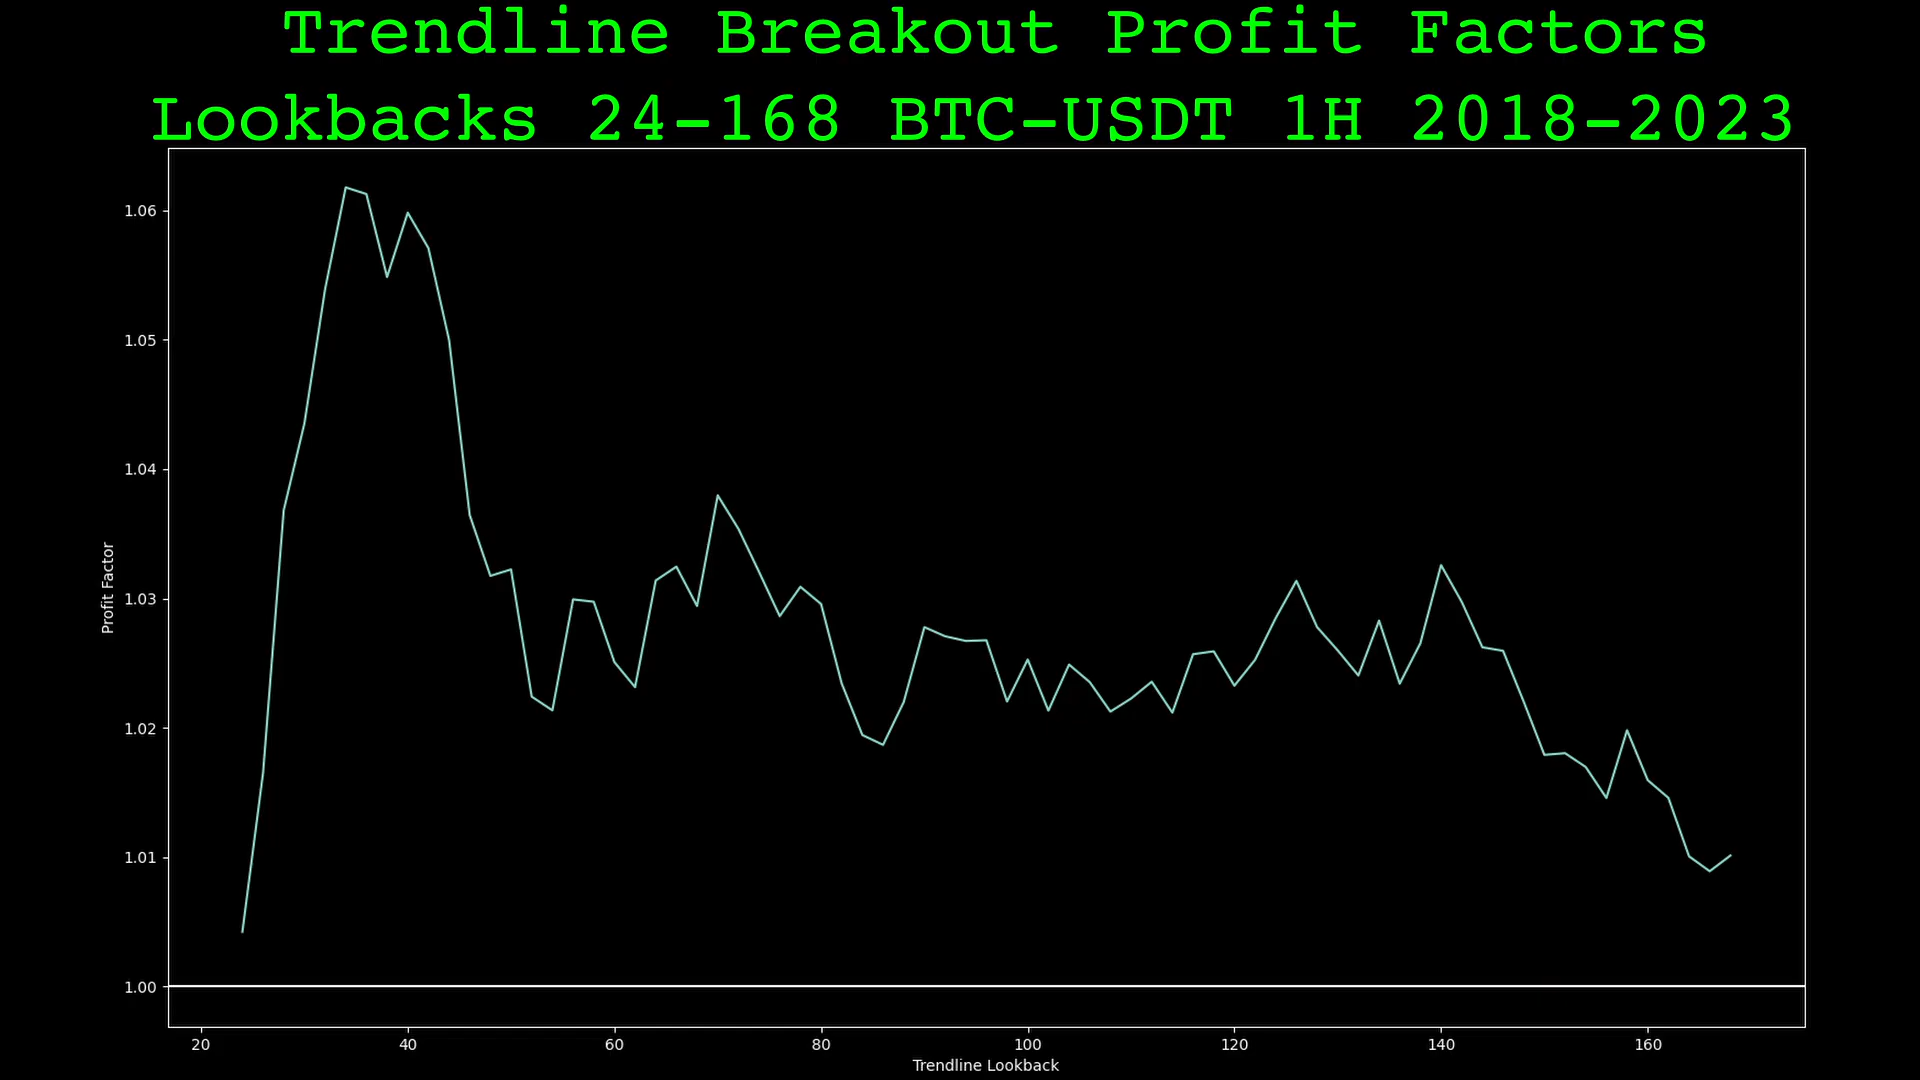 Trendline Breakout Profit Factors
Lookbacks 24-168 BTC-USDT 1H 2018-2023
1.06
1.05
1.04
1.03
1.02
1.01
1.00
Profit Factor
20 40 60 80 100 120 140 160
Trendline Lookback